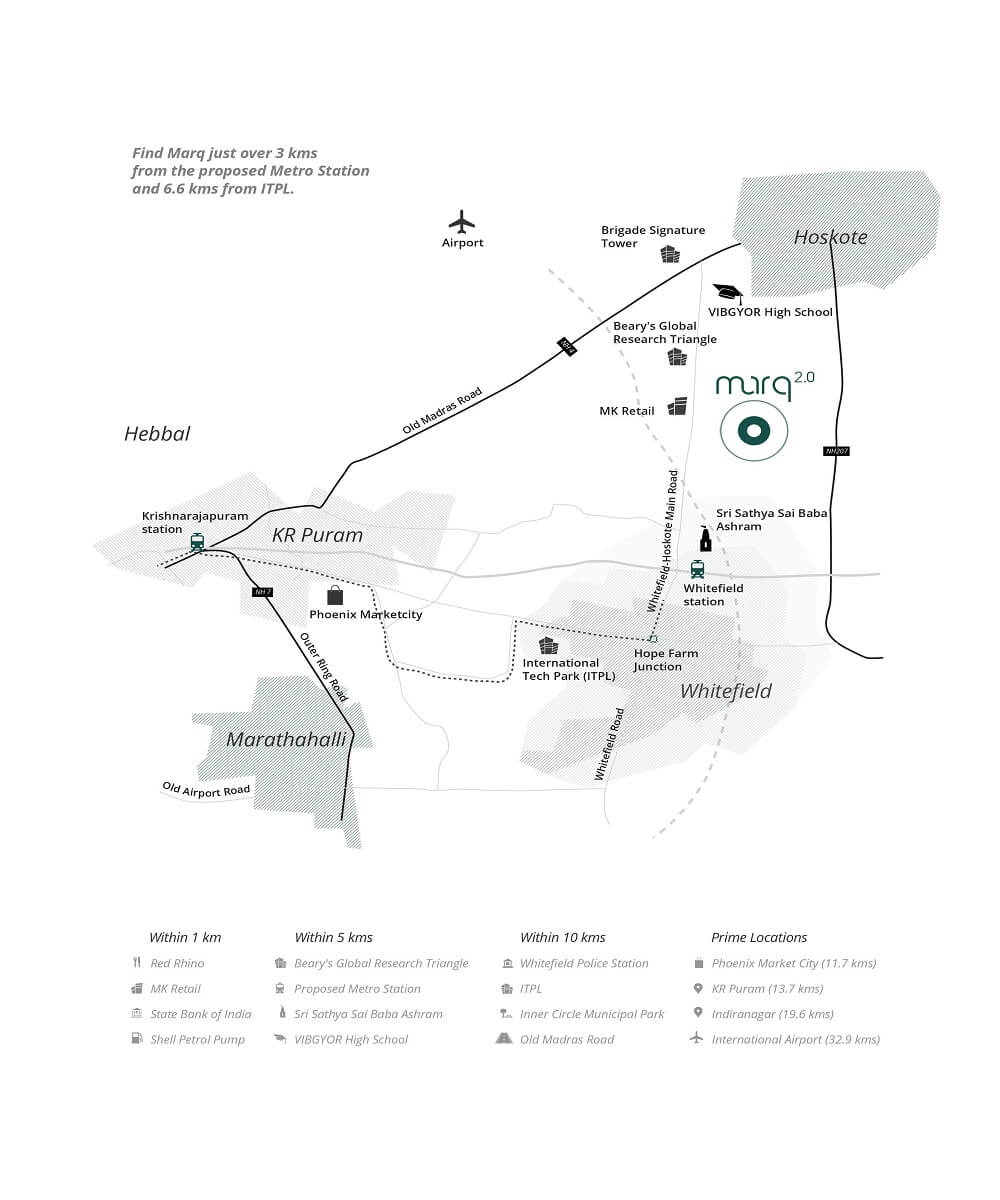 Find Marq just over 3 kms
from the proposed Metro Station
and 6.6 kms from ITPL.
Airport
Brigade Signature
Tower
Hoskote
VIBGYOR High School
Beary's Global
Research Triangle
NH4
marq 2.0
Old Madras Road
MK Retail
Hebbal
NH207
Whitefield-Hoskote Main Road
Krishnarajapuram
station
KR Puram
Sri Sathya Sai Baba
Ashram
Whitefield
station
NH 7
Phoenix Marketcity
Outer Ring Road
International
Tech Park (ITPL)
Hope Farm
Junction
Whitefield
Whitefield Road
Marathahalli
Old Airport Road
Within 1 km
Red Rhino
MK Retail
State Bank of India
Shell Petrol Pump
Within 5 kms
Beary's Global Research Triangle
Proposed Metro Station
Sri Sathya Sai Baba Ashram
VIBGYOR High School
Within 10 kms
Whitefield Police Station
ITPL
Inner Circle Municipal Park
Old Madras Road
Prime Locations
Phoenix Market City (11.7 kms)
KR Puram (13.7 kms)
Indiranagar (19.6 kms)
International Airport (32.9 kms)